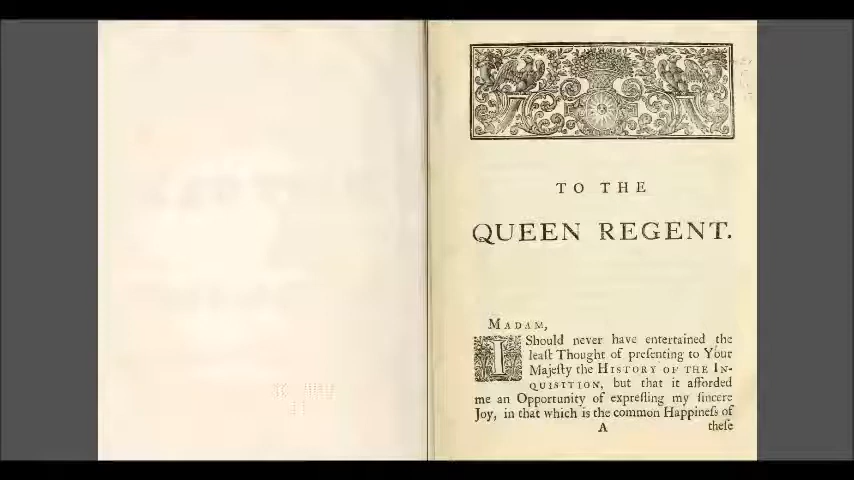 TO THE
QUEEN REGENT.
MADAM,
I Should never have entertained the
leaſt Thought of preſenting to Your
Majeſty the HISTORY OF THE IN-
QUISITION, but that it afforded
me an Opportunity of expreſſing my ſincere
Joy, in that which is the common Happineſs of
A theſe